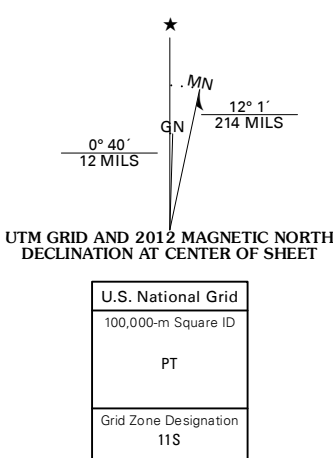 ★
MN
GN
12° 1´
214 MILS
0° 40´
12 MILS
UTM GRID AND 2012 MAGNETIC NORTH
DECLINATION AT CENTER OF SHEET
U.S. National Grid
100,000-m Square ID
PT
Grid Zone Designation
11S